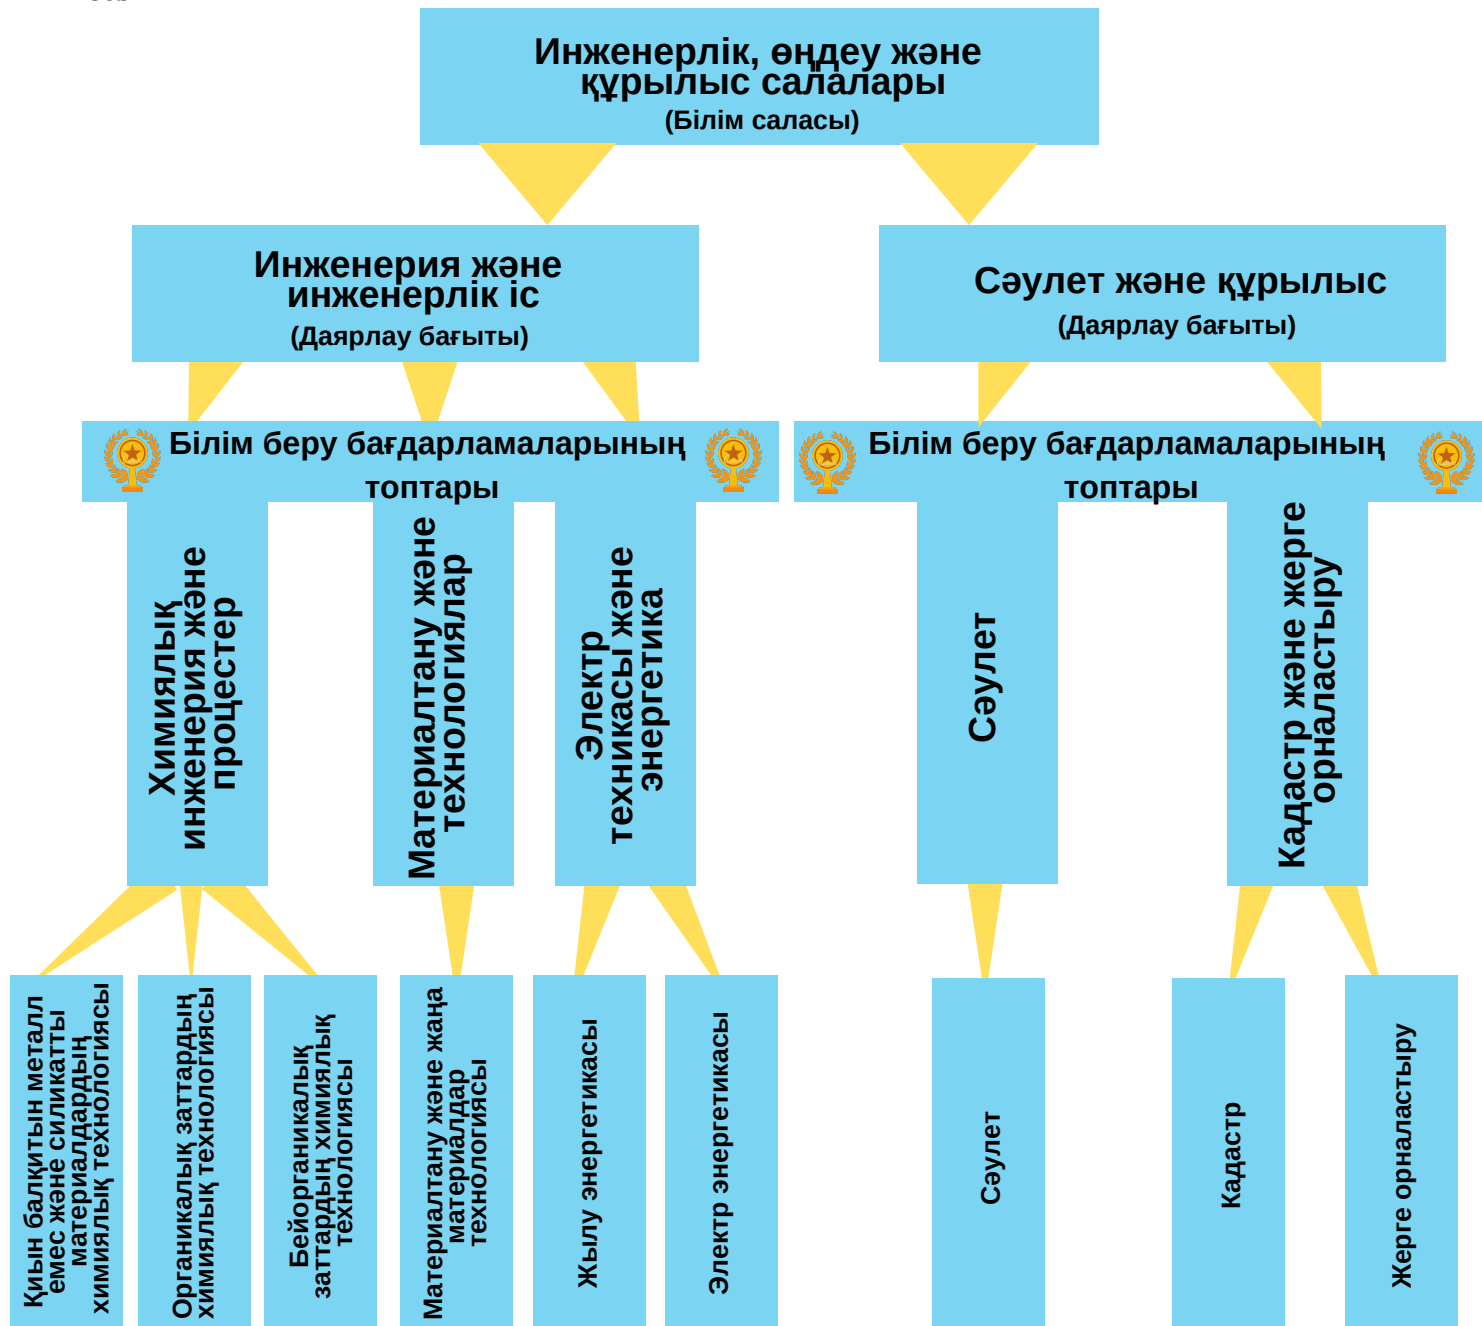 Инженерлік, өңдеу және
құрылыс салалары
(Білім саласы)
Инженерия және
инженерлік іс
(Даярлау бағыты)
Сәулет және құрылыс
(Даярлау бағыты)
Білім беру бағдарламаларының
топтары
Білім беру бағдарламаларының
топтары
Химиялық
инженерия және
процестер
Материалтану және
технологиялар
Электр
техникасы және
энергетика
Сәулет
Кадастр және жерге
орналастыру
Қиын балқитын металл
емес және силикатты
материалдардың
химиялық технологиясы
Органикалық заттардың
химиялық технологиясы
Бейорганикалық
заттардың химиялық
технологиясы
Материалтану және жаңа
материалдар
технологиясы
Жылу энергетикасы
Электр энергетикасы
Сәулет
Кадастр
Жерге орналастыру